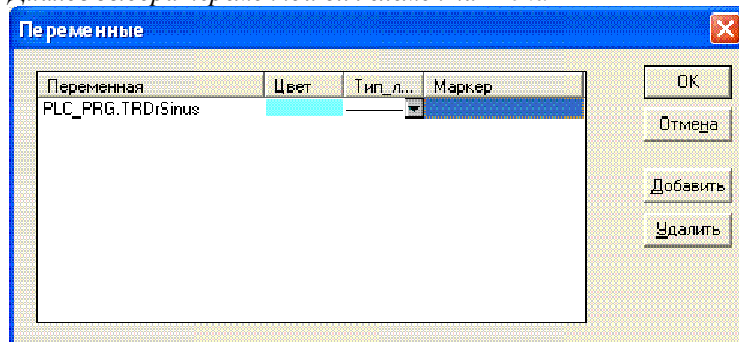 Переменные
Переменная Цвет Тип_л... Маркер
PLC_PRG.TRDrSinus
OK
Отмена
Добавить
Удалить